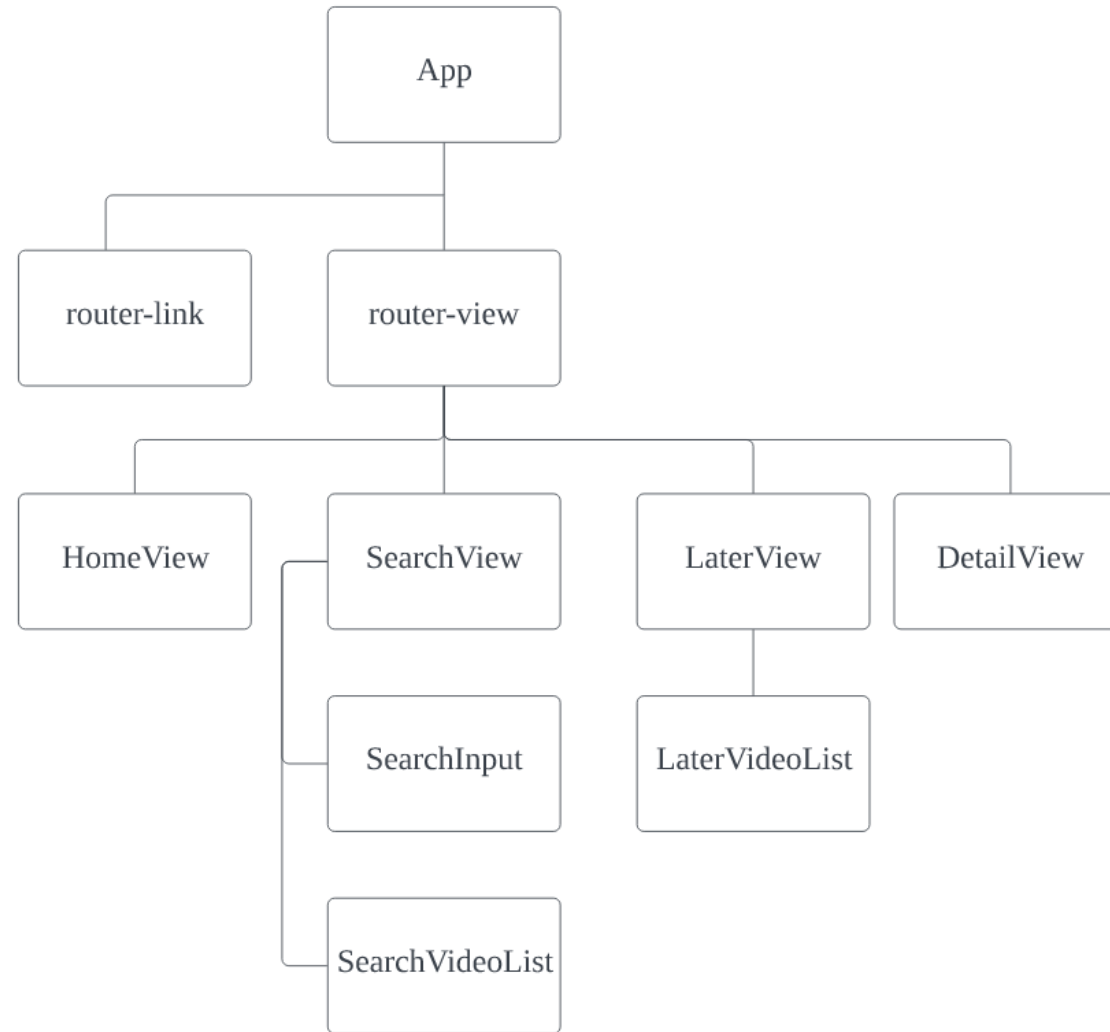 App
router-link
router-view
HomeView
SearchView
LaterView
DetailView
SearchInput
LaterVideoList
SearchVideoList